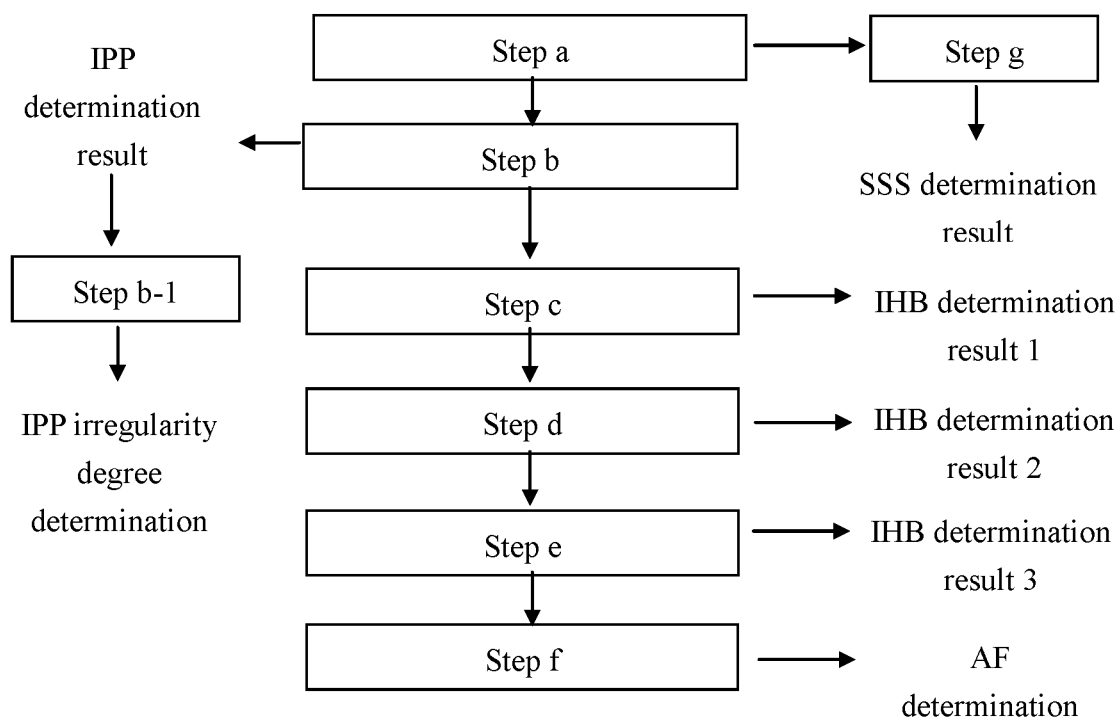 Step a
Step g
IPP
determination
result
Step b
SSS determination
result
Step b-1
Step c
IHB determination
result 1
Step d
IHB determination
result 2
IPP irregularity
degree
determination
Step e
IHB determination
result 3
Step f
AF
determination